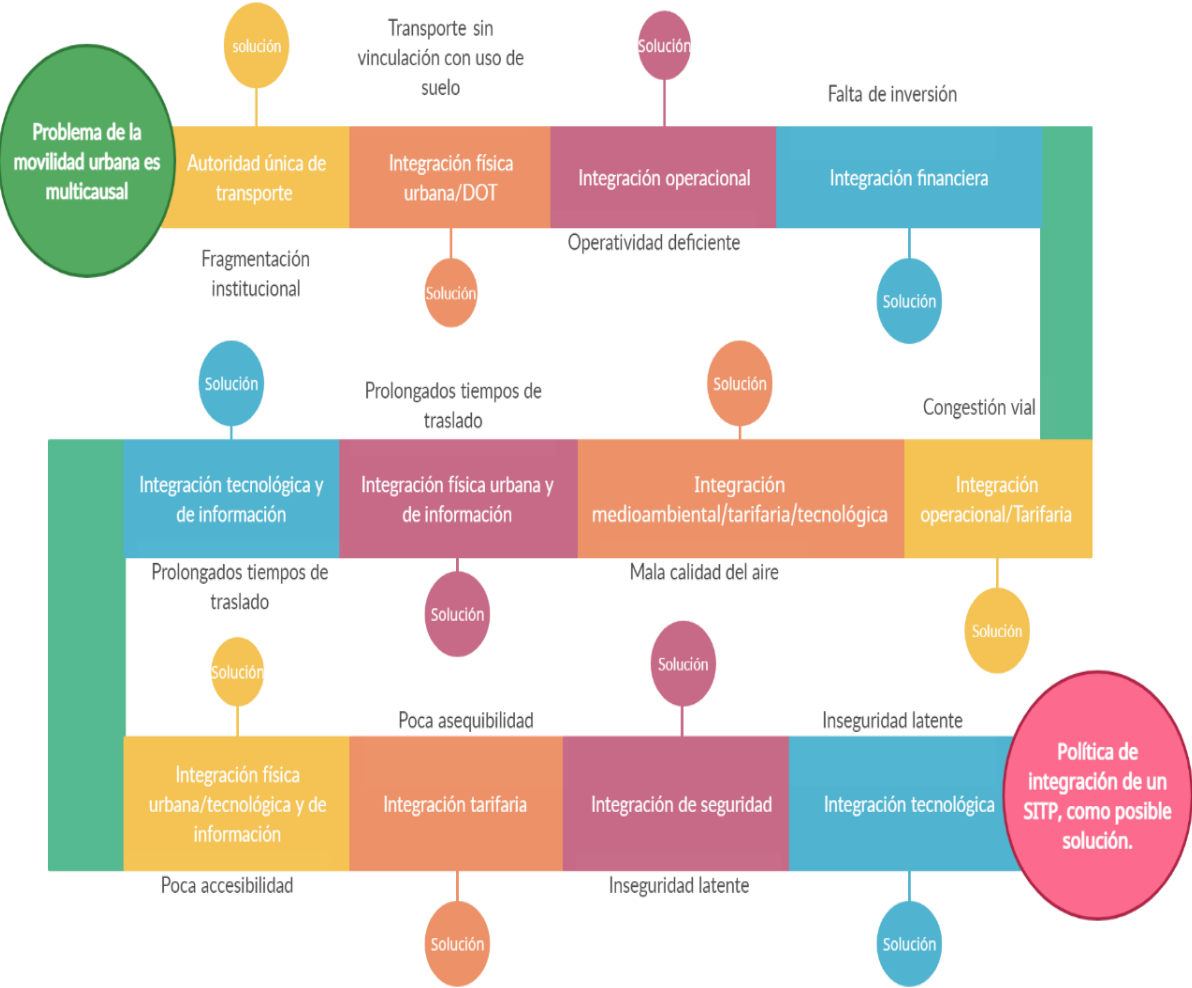 solución
Transporte sin
vinculación con uso de
suelo
Solución
Falta de inversión
Problema de la
movilidad urbana es
multicausal
Autoridad única de
transporte
Integración física
urbana/DOT
Integración operacional
Integración financiera
Fragmentación
institucional
Solución
Operatividad deficiente
Solución
Solución
Prolongados tiempos de
traslado
Solución
Congestión vial
Integración tecnológica y
de información
Integración física urbana y
de información
Integración
medioambiental/tarifaria/tecnológica
Integración
operacional/Tarifaria
Prolongados tiempos de
traslado
Solución
Mala calidad del aire
Solución
Solución
Poca asequibilidad
Solución
Inseguridad latente
Integración física
urbana/tecnológica y de
información
Integración tarifaria
Integración de seguridad
Integración tecnológica
Política de
integración de un
SITP, como posible
solución.
Poca accesibilidad
Solución
Inseguridad latente
Solución